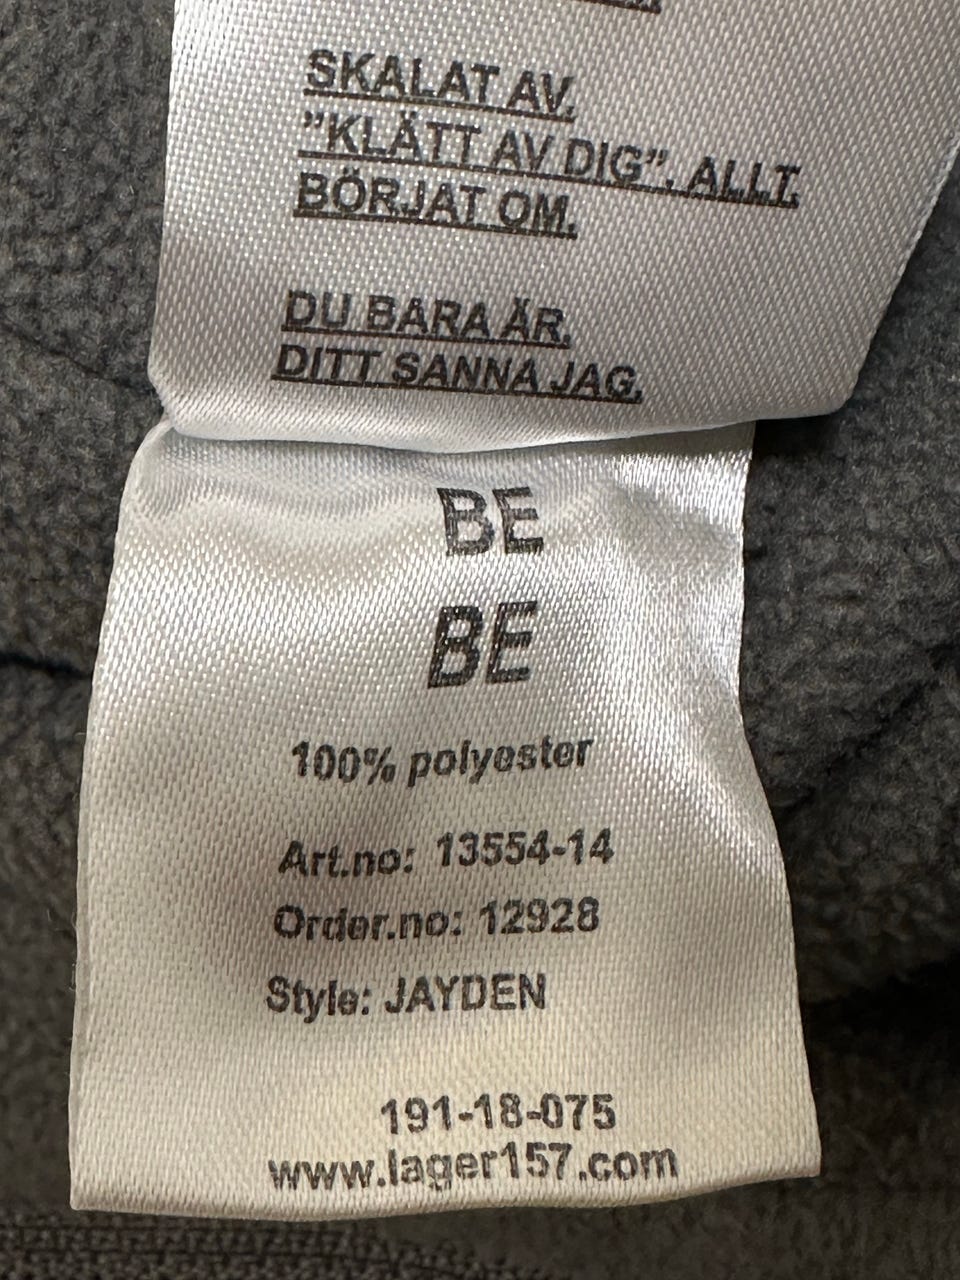 SKALAT AV.
"KLÄTT AV DIG". ALLT.
BÖRJAT OM.
DU BARA ÄR.
DITT SANNA JAG.
BE
BE
100% polyester
Art.no: 13554-14
Order.no: 12928
Style: JAYDEN
191-18-075
www.lager157.com